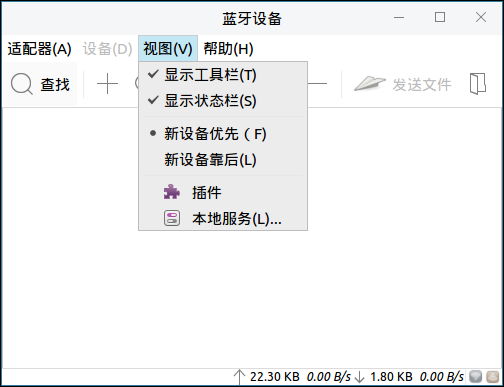 蓝牙设备
适配器(A) 设备(D) 视图(V) 帮助(H)
查找 发送文件
显示工具栏(T)
显示状态栏(S)
新设备优先（F)
新设备靠后(L)
插件
本地服务(L)...
22.30 KB 0.00 B/s 1.80 KB 0.00 B/s